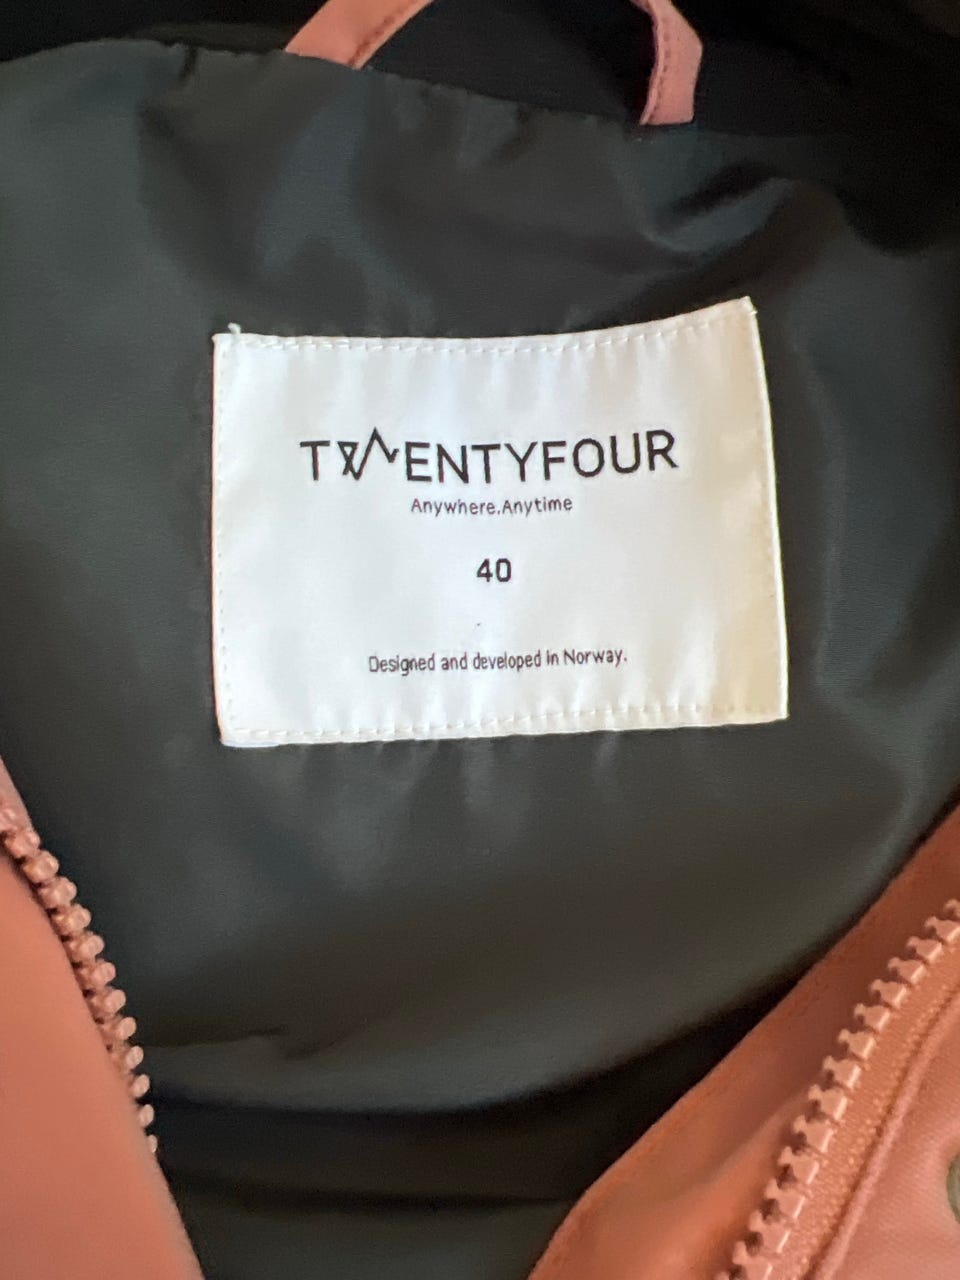 TWENTYFOUR
Anywhere.Anytime
40
Designed and developed in Norway.